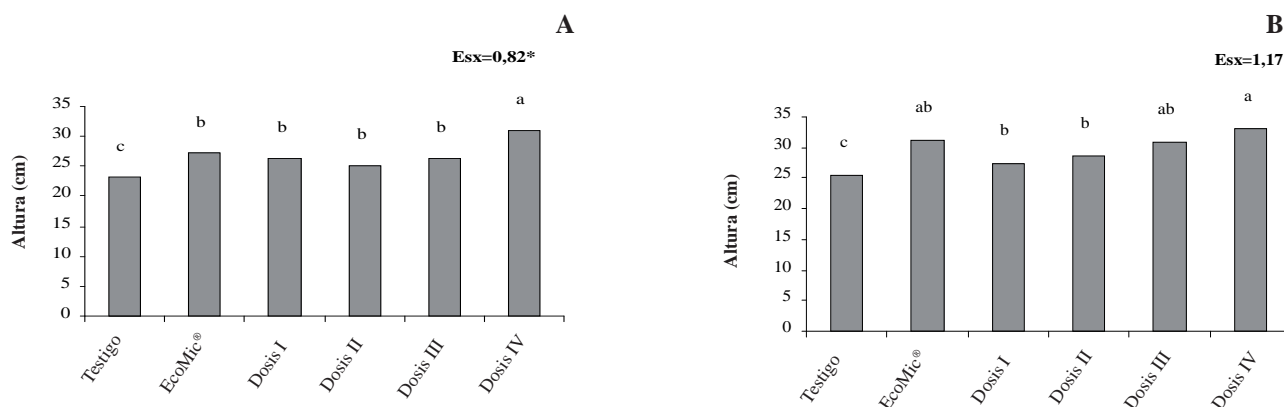 A
Esx=0,82*
Altura (cm)
35
30
25
20
15
10
5
0
c
b
b
b
b
a
Testigo
EcoMic®
Dosis I
Dosis II
Dosis III
Dosis IV
B
Esx=1,17
Altura (cm)
35
30
25
20
15
10
5
0
c
ab
b
b
ab
a
Testigo
EcoMic®
Dosis I
Dosis II
Dosis III
Dosis IV